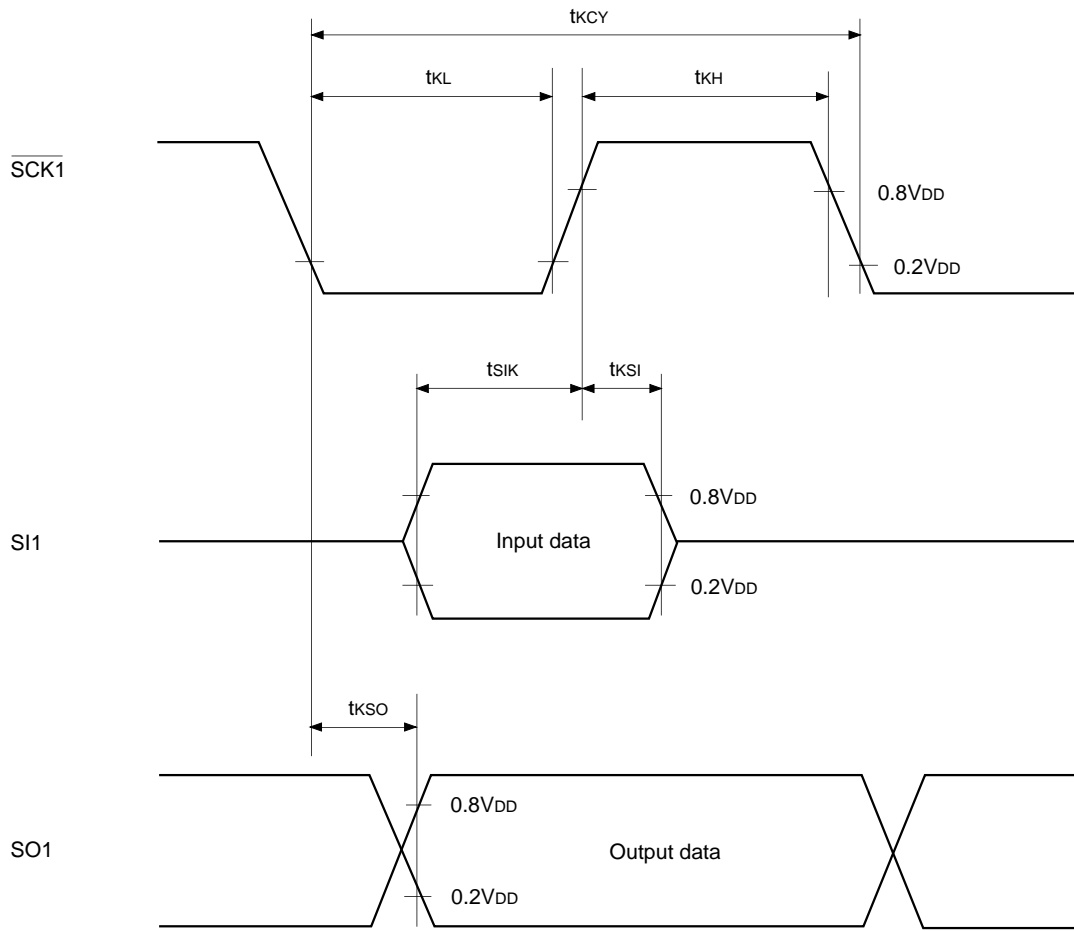 tKCY
tKL
tKH
SCK1
0.8VDD
0.2VDD
tSIK
tKSI
SI1
0.8VDD
Input data
0.2VDD
tKSO
0.8VDD
SO1
Output data
0.2VDD